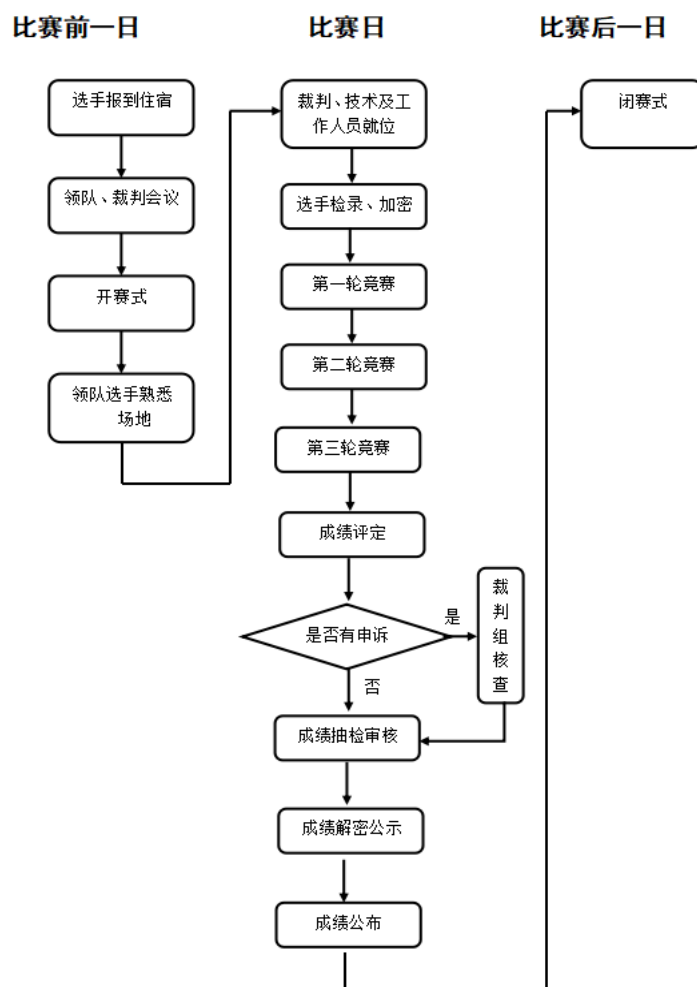 比赛前一日
比赛日
比赛后一日
选手报到住宿
领队、裁判会议
开赛式
领队选手熟悉
场地
裁判、技术及工
作人员就位
选手检录、加密
第一轮竞赛
第二轮竞赛
第三轮竞赛
成绩评定
是否有申诉
是
否
裁
判
组
核
查
成绩抽检审核
成绩解密公示
成绩公布
闭赛式